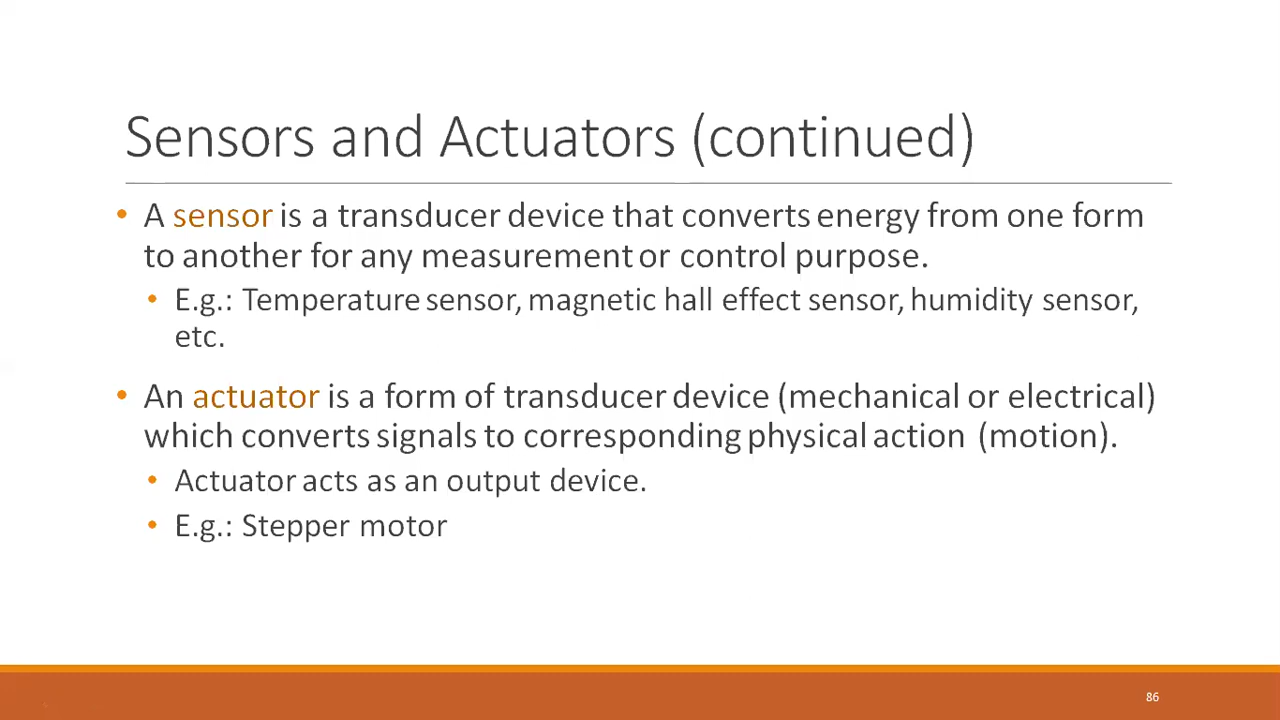 Sensors and Actuators (continued)
• A sensor is a transducer device that converts energy from one form
to another for any measurement or control purpose.
• E.g.: Temperature sensor, magnetic hall effect sensor, humidity sensor,
etc.
• An actuator is a form of transducer device (mechanical or electrical)
which converts signals to corresponding physical action (motion).
• Actuator acts as an output device.
• E.g.: Stepper motor
86